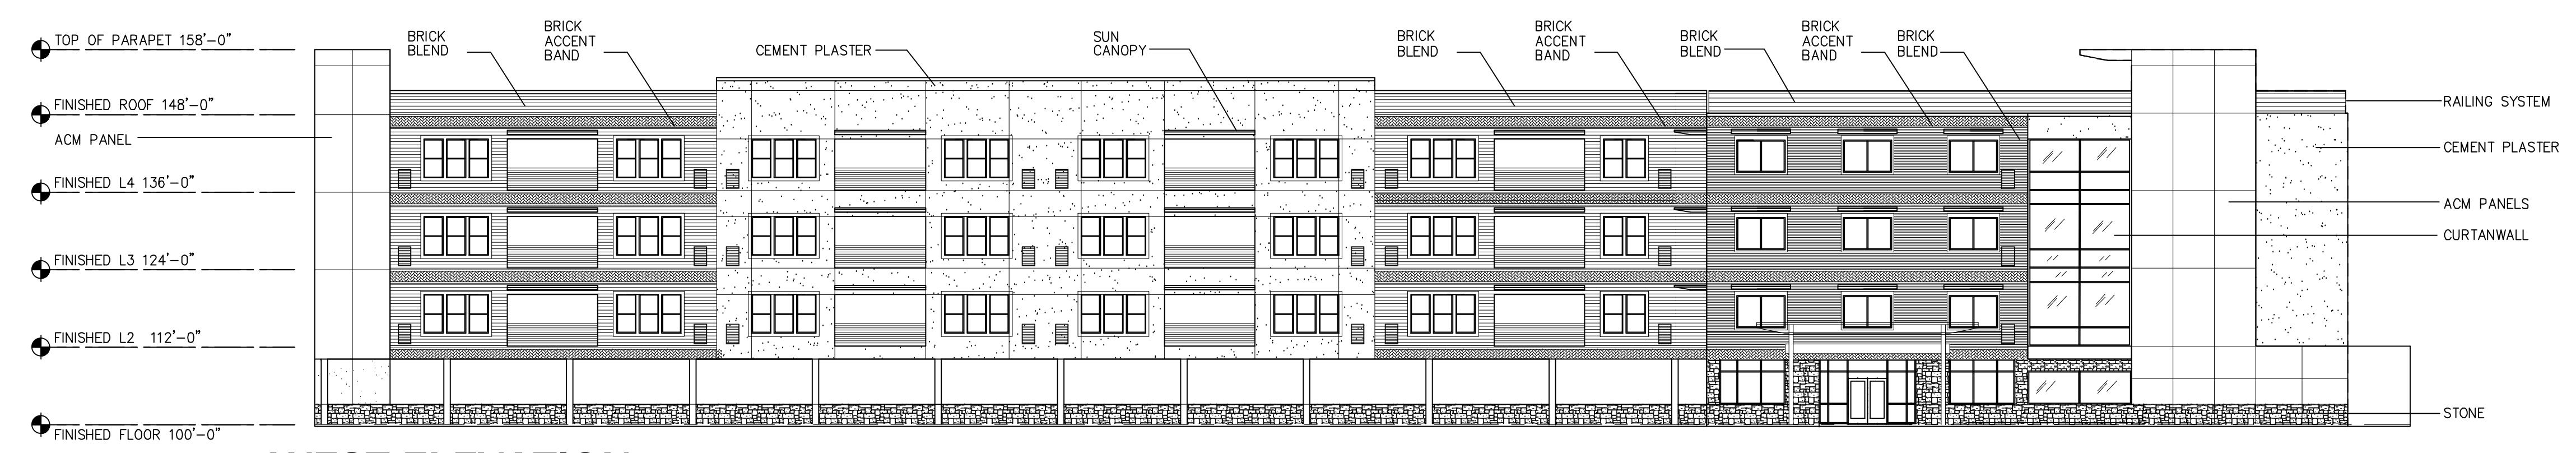 TOP OF PARAPET 158'-0"
FINISHED ROOF 148'-0"
ACM PANEL
FINISHED L4 136'-0"
FINISHED L3 124'-0"
FINISHED L2 112'-0"
FINISHED FLOOR 100'-0"
BRICK
BLEND
BRICK
ACCENT
BAND
CEMENT PLASTER
SUN
CANOPY
BRICK
BLEND
BRICK
ACCENT
BAND
BRICK
BLEND
BRICK
ACCENT
BAND
BRICK
BLEND
RAILING SYSTEM
CEMENT PLASTER
ACM PANELS
CURTANWALL
STONE